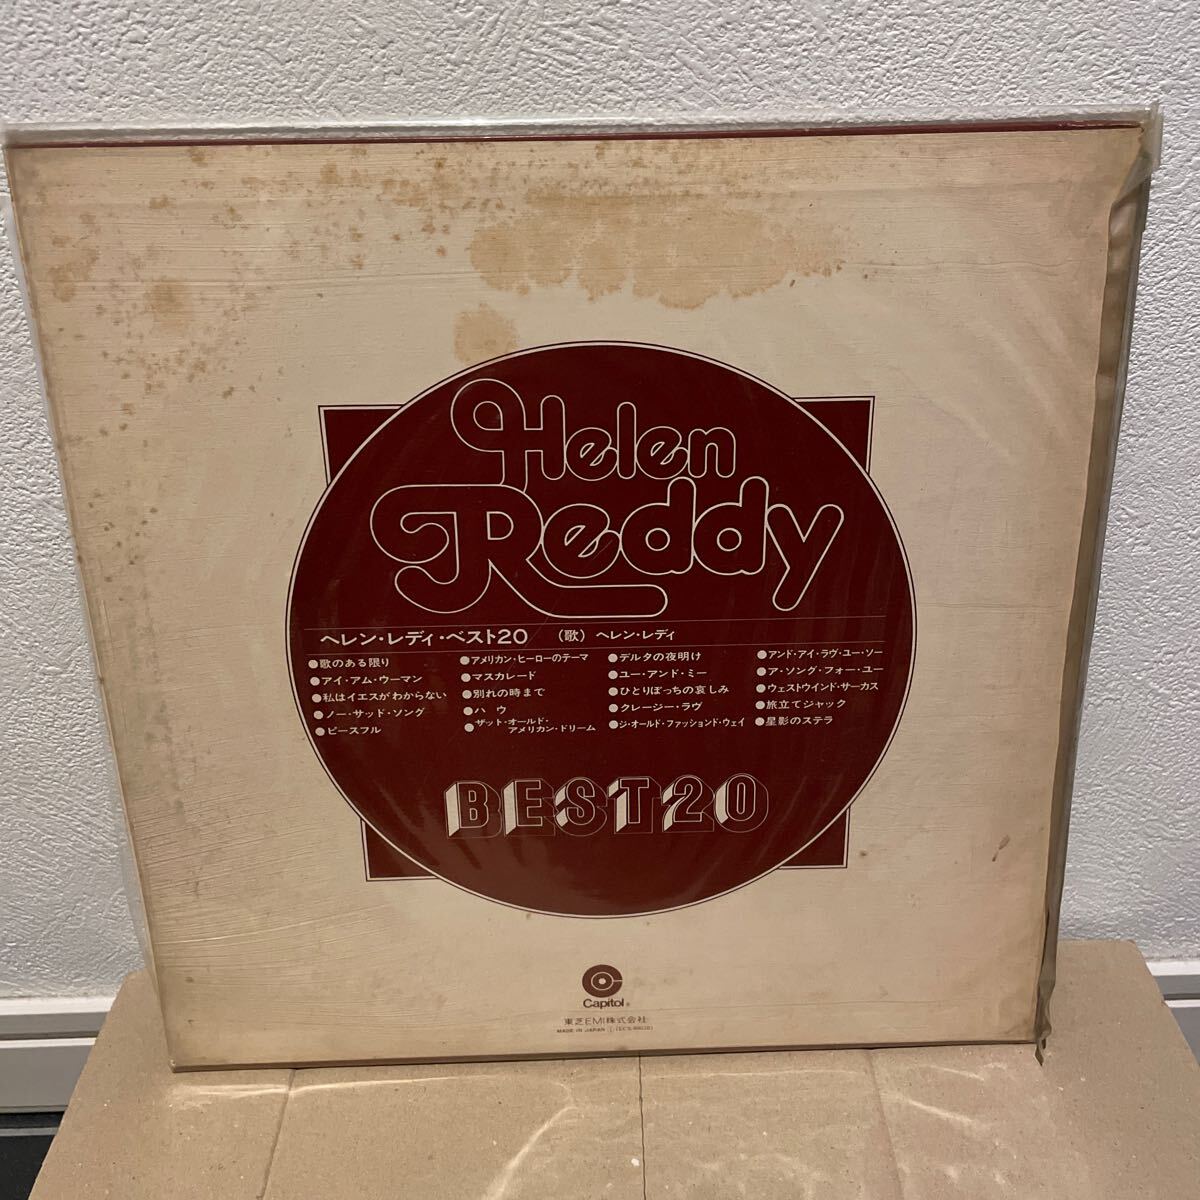 Helen
Reddy
ヘレン・レディ・ベスト20 (歌) ヘレン・レディ
●歌のある限り
●アイ・アム・ウーマン
●私はイエスがわからない
●ノー・サッド・ソング
●ピースフル
●アメリカン・ヒーローのテーマ
●マスカレード
●別れの時まで
●ハウ
●ザット・オールド・
アメリカン・ドリーム
●デルタの夜明け
●ユー・アンド・ミー
●ひとりぼっちの哀しみ
●クレージー・ラヴ
●ジ・オールド・ファッションド・ウェイ
●アンド・アイ・ラヴ・ユー・ソー
●ア・ソング・フォー・ユー
●ウェストウインド・サーカス
●旅立てジャック
●星影のステラ
BEST20
Capitol®
東芝EMI株式会社
MADE IN JAPAN